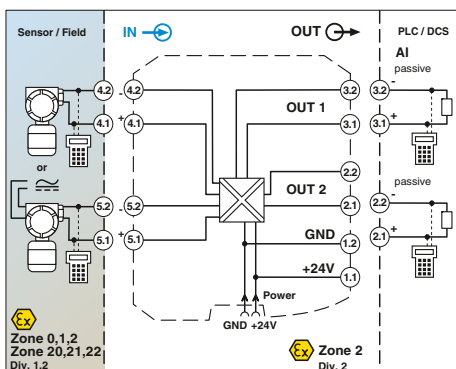 Sensor / Field
IN
OUT
PLC / DCS
AI
passive
4.2
- 4.2
3.2
3.2 -
OUT 1
4.1
+ 4.1
3.1
3.1 +
or
2.2
passive
OUT 2
5.2
- 5.2
2.1
2.2 -
GND
5.1
+ 5.1
1.2
2.1 +
+24V
1.1
Power
GND +24V
Ex
Zone 0,1,2
Zone 20,21,22
Div. 1,2
Ex
Zone 2
Div. 2